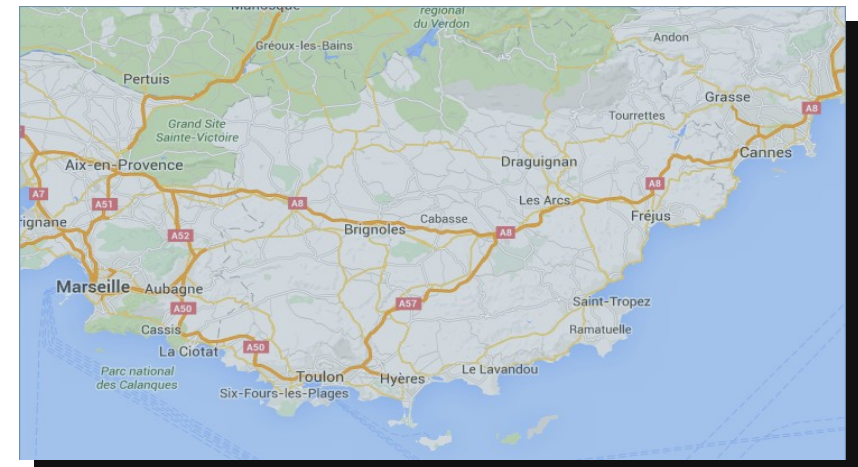 Manosque
régional
du Verdon
Andon
Gréoux-les-Bains
Pertuis
Grasse
A8
Tourrettes
Grand Site
Sainte-Victoire
Cannes
Draguignan
Aix-en-Provence
A8
A7
A51
A8
Les Arcs
Fréjus
rignane
Cabasse
Brignoles
A8
A52
Marseille
Aubagne
A57
Saint-Tropez
A50
Cassis
Ramatuelle
La Ciotat
A50
Parc national
des Calanques
Toulon
Hyères
Le Lavandou
Six-Fours-les-Plages